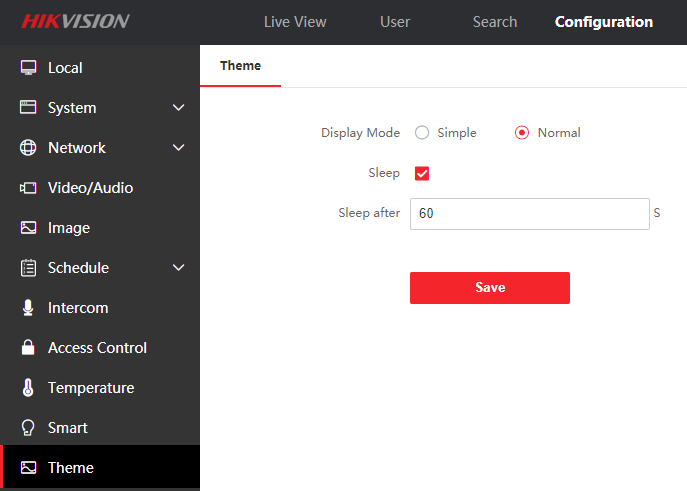 HIKVISION Live View User Search Configuration
Local
System
Network
Video/Audio
Image
Schedule
Intercom
Access Control
Temperature
Smart
Theme
Theme
Display Mode Simple Normal
Sleep
Sleep after 60 S
Save